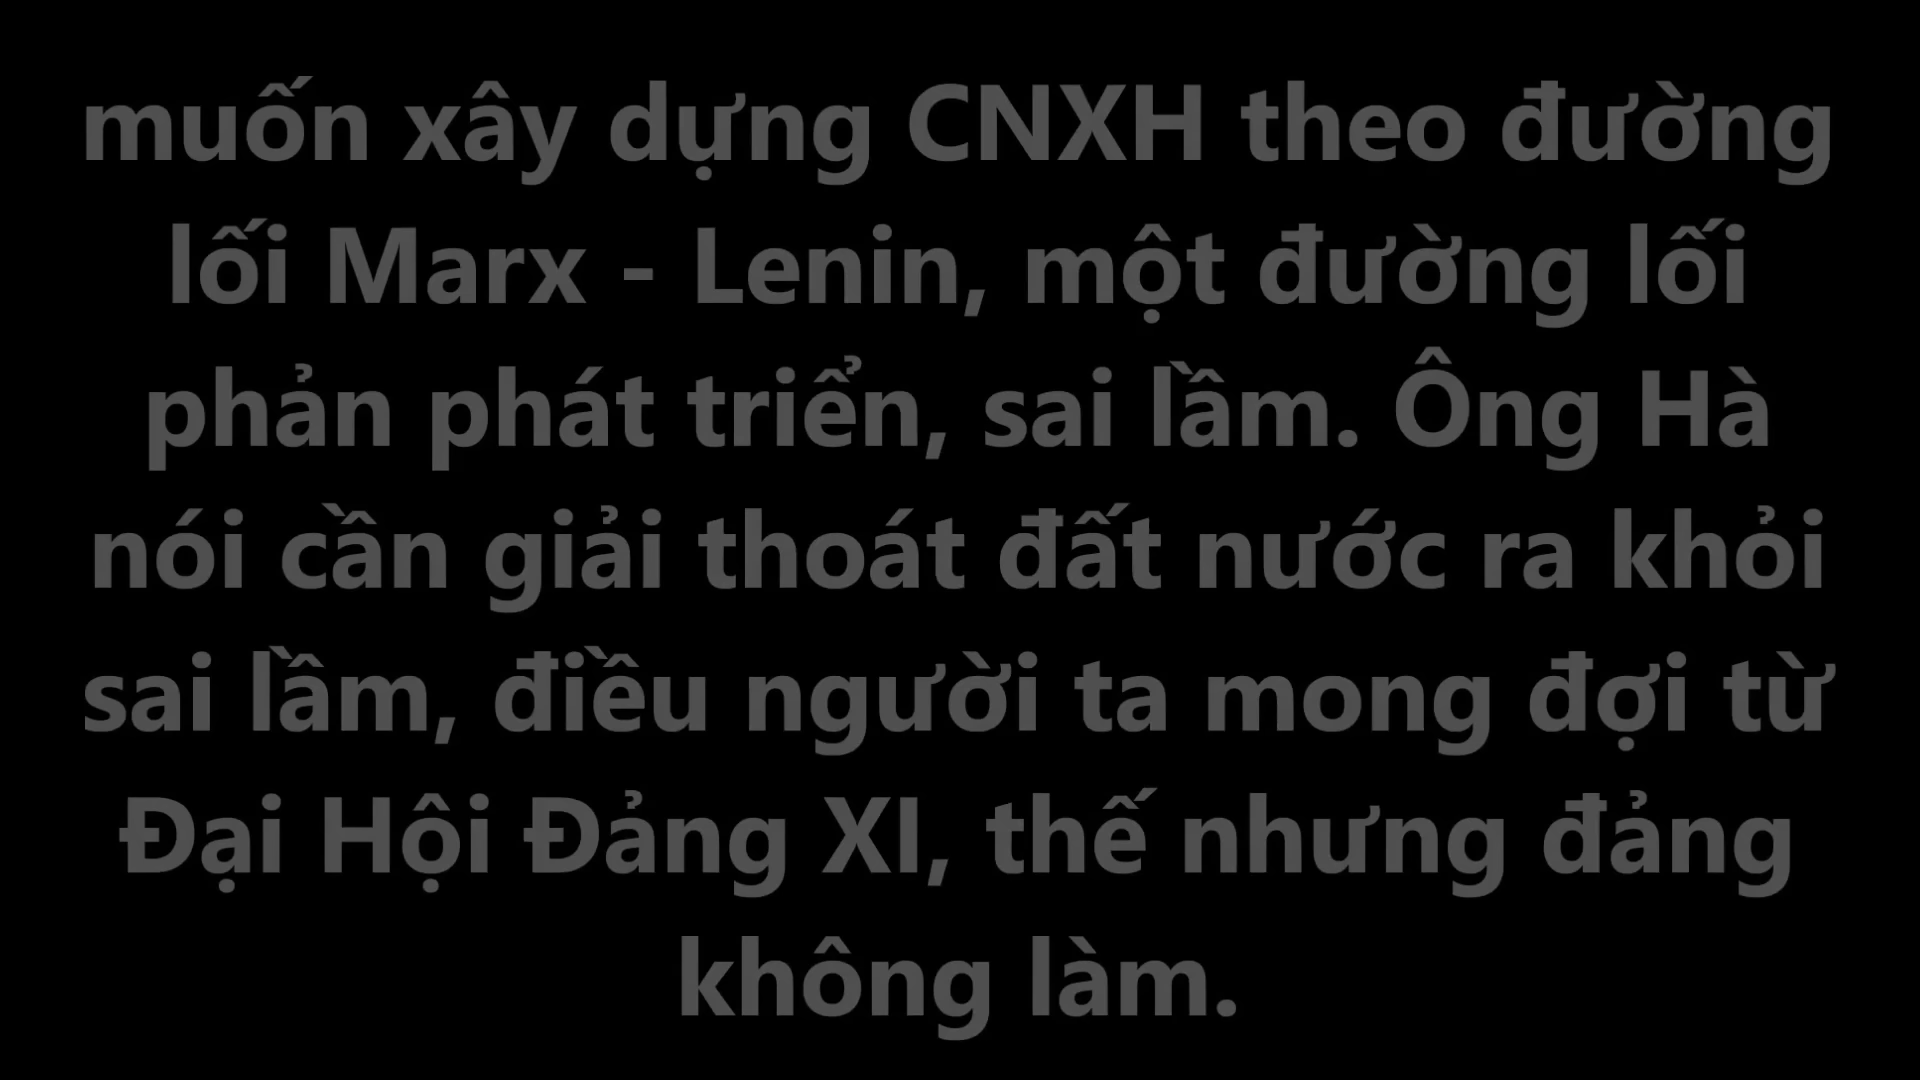 muốn xây dựng CNXH theo đường
lối Marx - Lenin, một đường lối
phản phát triển, sai lầm. Ông Hà
nói cần giải thoát đất nước ra khỏi
sai lầm, điều người ta mong đợi từ
Đại Hội Đảng XI, thế nhưng đảng
không làm.